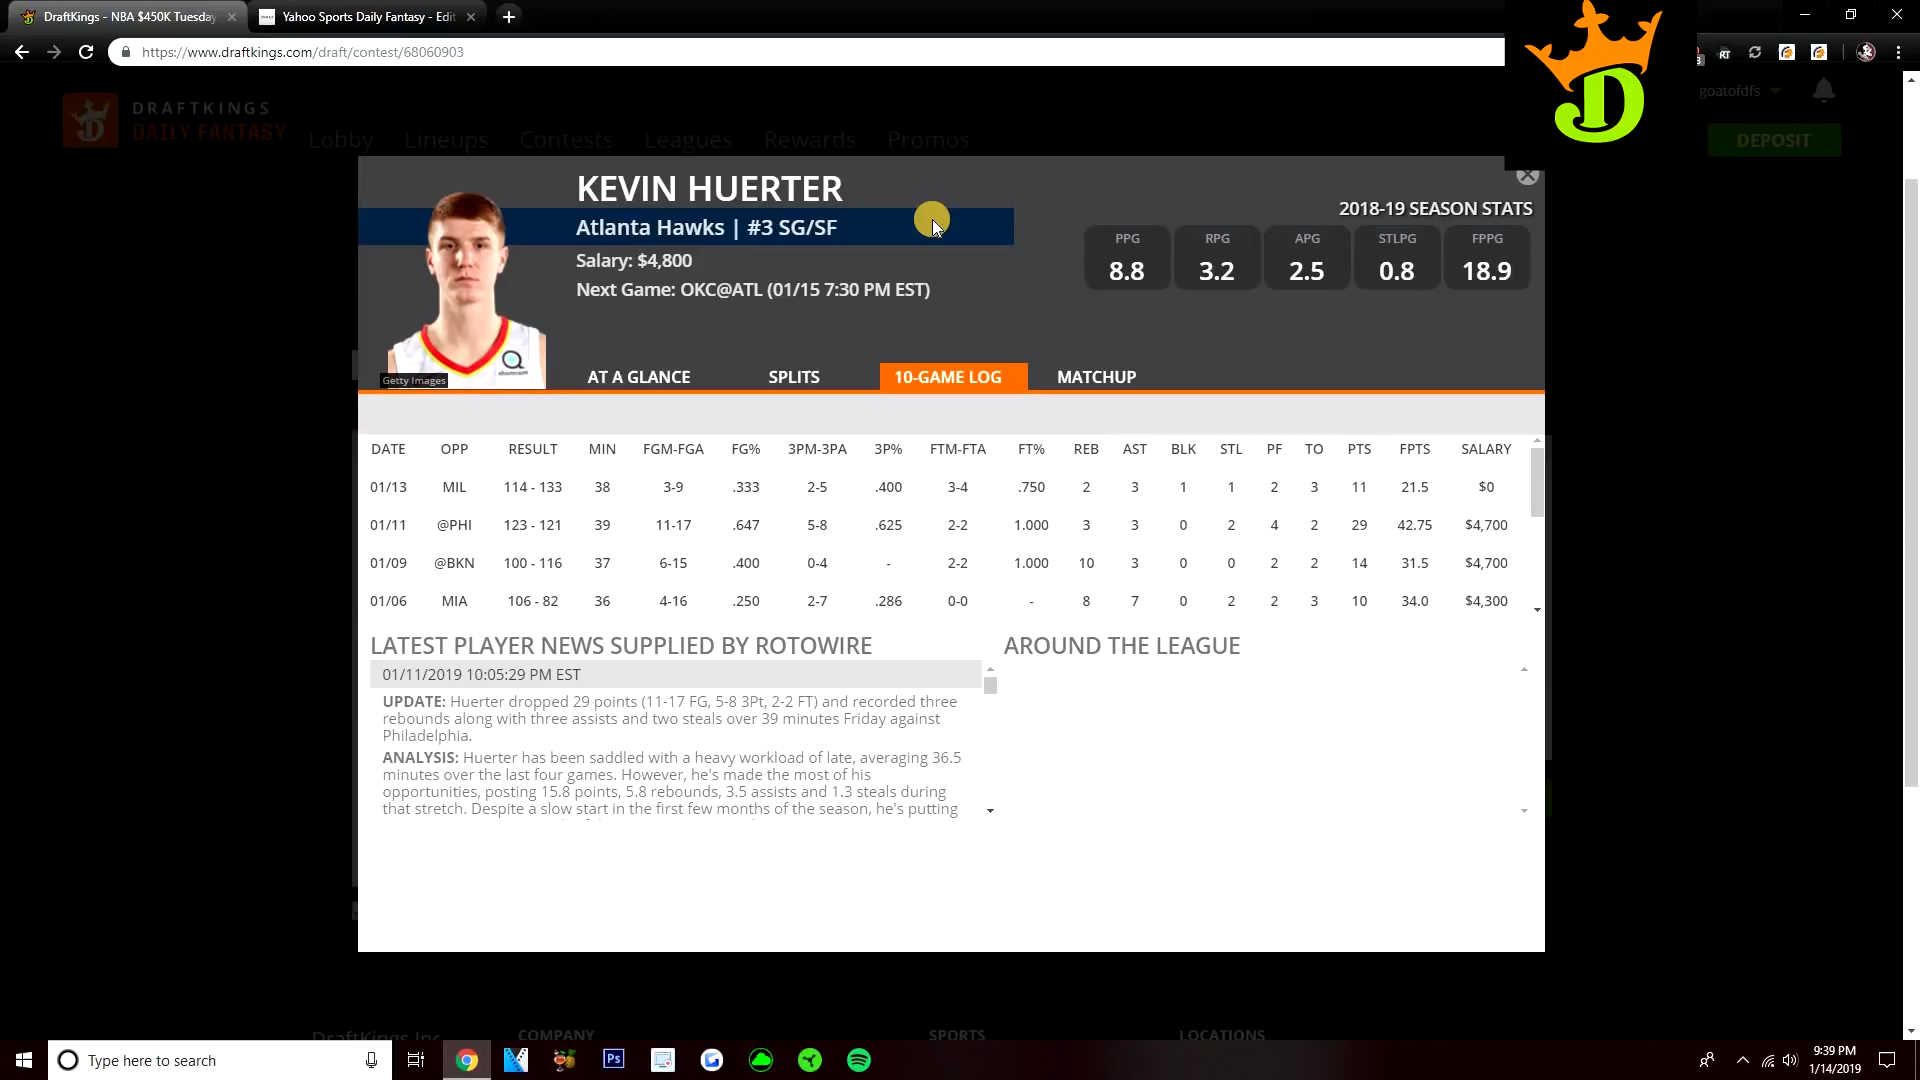 DraftKings - NBA $450K Tuesday
Yahoo Sports Daily Fantasy - Edit
https://www.draftkings.com/draft/contest/68060903
RT
DRAFTKINGS
DAILY FANTASY
Lobby Lineups Contests Leagues Rewards Promos
goatofdfs
DEPOSIT
KEVIN HUERTER
Atlanta Hawks | #3 SG/SF
Salary: $4,800
Next Game: OKC@ATL (01/15 7:30 PM EST)
Getty Images
2018-19 SEASON STATS
PPG RPG APG STLPG FPPG
8.8 3.2 2.5 0.8 18.9
AT A GLANCE SPLITS 10-GAME LOG MATCHUP
DATE OPP RESULT MIN FGM-FGA FG% 3PM-3PA 3P% FTM-FTA FT% REB AST BLK STL PF TO PTS FPTS SALARY
01/13 MIL 114 - 133 38 3-9 .333 2-5 .400 3-4 .750 2 3 1 1 2 3 11 21.5 $0
01/11 @PHI 123 - 121 39 11-17 .647 5-8 .625 2-2 1.000 3 3 0 2 4 2 29 42.75 $4,700
01/09 @BKN 100 - 116 37 6-15 .400 0-4 - 2-2 1.000 10 3 0 0 2 2 14 31.5 $4,700
01/06 MIA 106 - 82 36 4-16 .250 2-7 .286 0-0 - 8 7 0 2 2 3 10 34.0 $4,300
LATEST PLAYER NEWS SUPPLIED BY ROTOWIRE
01/11/2019 10:05:29 PM EST
UPDATE: Huerter dropped 29 points (11-17 FG, 5-8 3Pt, 2-2 FT) and recorded three
rebounds along with three assists and two steals over 39 minutes Friday against
Philadelphia.
ANALYSIS: Huerter has been saddled with a heavy workload of late, averaging 36.5
minutes over the last four games. However, he's made the most of his
opportunities, posting 15.8 points, 5.8 rebounds, 3.5 assists and 1.3 steals during
that stretch. Despite a slow start in the first few months of the season, he's putting
AROUND THE LEAGUE
DraftKings Inc.
COMPANY
SPORTS
LOCATIONS
Type here to search
Ps
9:39 PM
1/14/2019